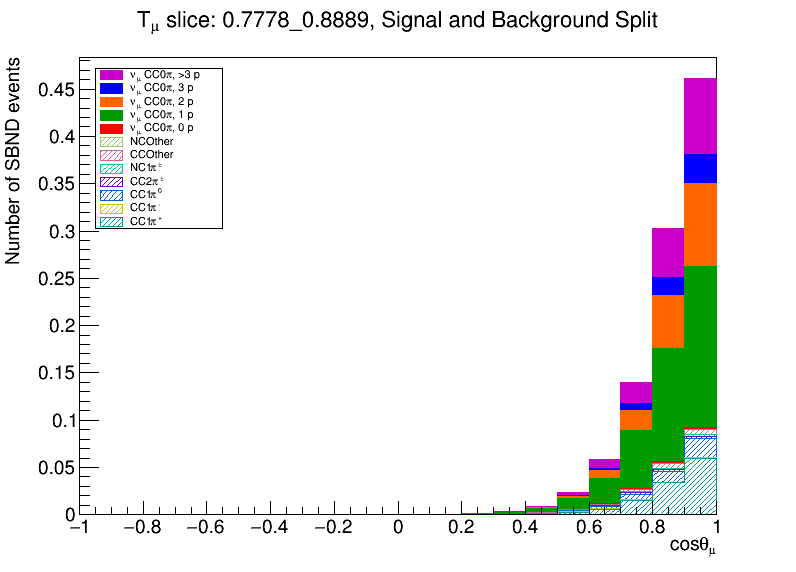 Tμ slice: 0.7778_0.8889, Signal and Background Split
Number of SBND events
νμ CC0π, >3 p
νμ CC0π, 3 p
νμ CC0π, 2 p
νμ CC0π, 1 p
νμ CC0π, 0 p
NCOther
CCOther
NC1π±
CC2π±
CC1π0
CC1π-
CC1π+
0.45
0.4
0.35
0.3
0.25
0.2
0.15
0.1
0.05
0
−1 −0.8 −0.6 −0.4 −0.2 0 0.2 0.4 0.6 0.8 1
cosθμ